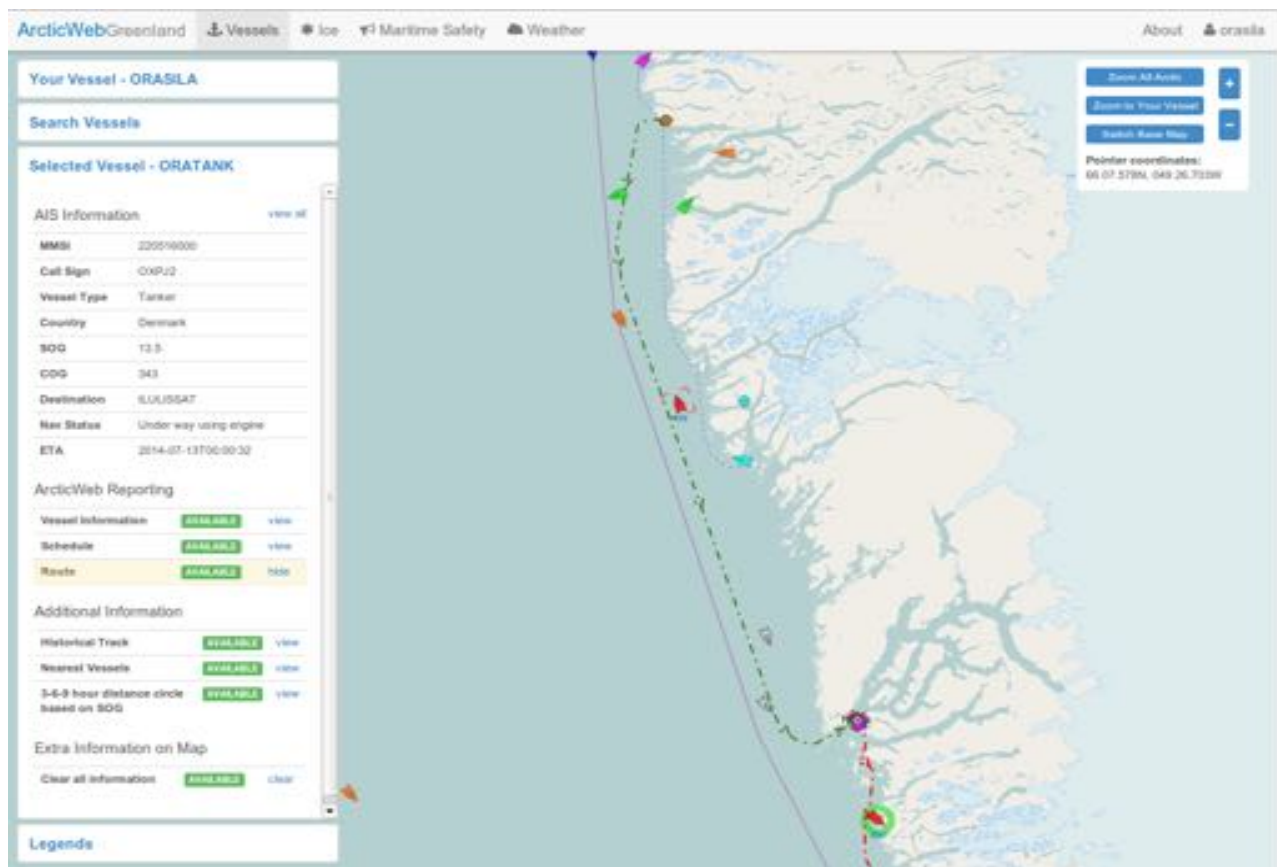 ArcticWebGreenland Vessels Ice Maritime Safety Weather About orasila
Your Vessel - ORASILA
Search Vessels
Selected Vessel - ORATANK
AIS Information view all
MMSI 220516000
Call Sign OXPJ2
Vessel Type Tanker
Country Denmark
SOG 13.5
COG 343
Destination ILULISSAT
Nav Status Under way using engine
ETA
ArcticWeb Reporting
Vessel Information AVAILABLE view
Schedule AVAILABLE view
Route AVAILABLE hide
Additional Information
Historical Track AVAILABLE view
Nearest Vessels AVAILABLE view
3-6-9 hour distance circle AVAILABLE view
based on SOG
Extra Information on Map
Clear all information AVAILABLE clear
Legends
Zoom All Arctic
+
Zoom to Your Vessel
Switch Base Map
-
Pointer coordinates: